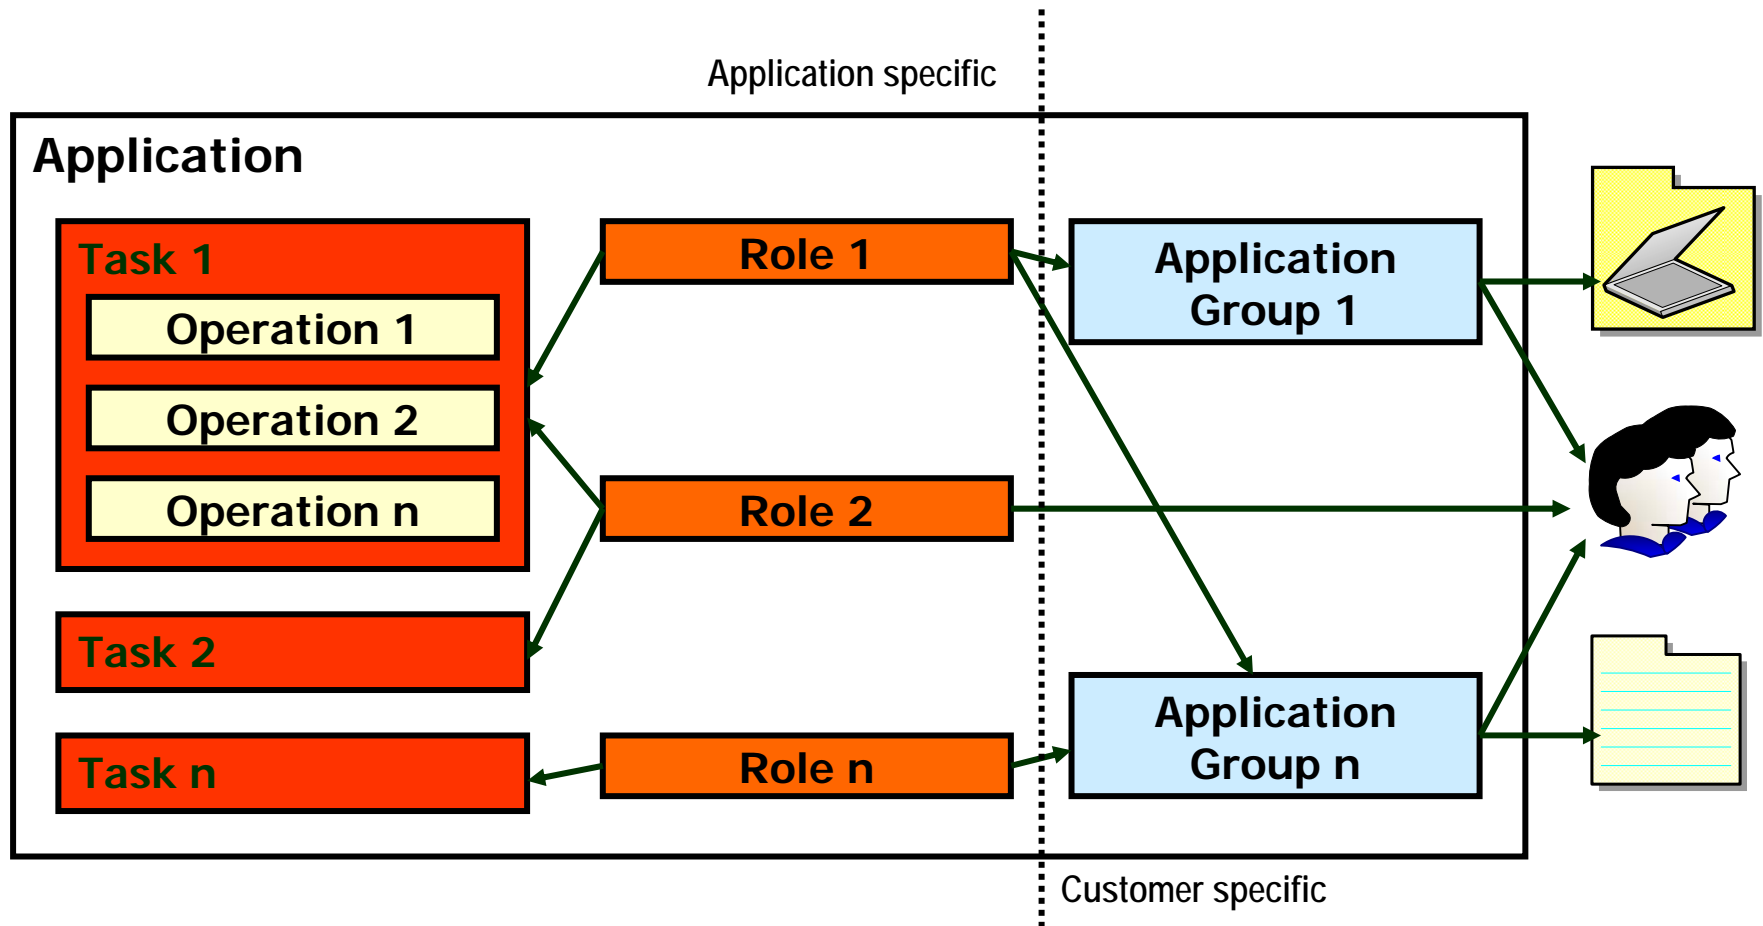 Application specific
Application
Task 1
Operation 1
Operation 2
Operation n
Task 2
Task n
Role 1
Role 2
Role n
Application
Group 1
Application
Group n
Customer specific